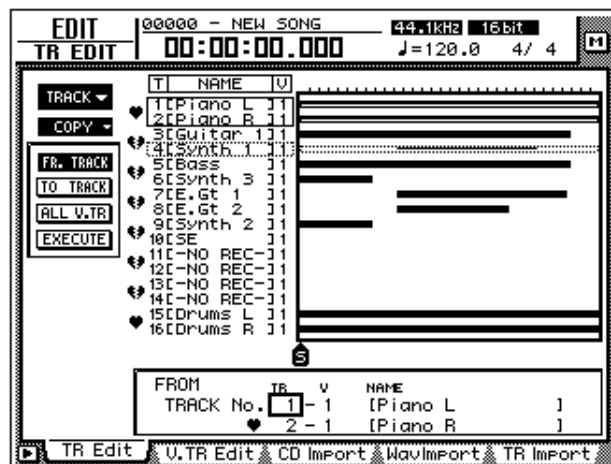 EDIT
TR EDIT
00000 - NEW SONG
00:00:00.000
44.1kHz 16bit
♩=120.0 4/ 4
M
TRACK
COPY
FR. TRACK
TO TRACK
ALL V.TR
EXECUTE
T NAME V
1[Piano L ]1
2[Piano R ]1
3[Guitar 1]1
4[Synth 1 ]1
5[Bass ]1
6[Synth 3 ]1
7[E.Gt 1 ]1
8[E.Gt 2 ]1
9[Synth 2 ]1
10[SE ]1
11[-NO REC-]1
12[-NO REC-]1
13[-NO REC-]1
14[-NO REC-]1
15[Drums L ]1
16[Drums R ]1
S
FROM TR V NAME
TRACK No. 1 - 1 [Piano L ]
2 - 1 [Piano R ]
TR Edit V.TR Edit CD Import WavImport TR Import